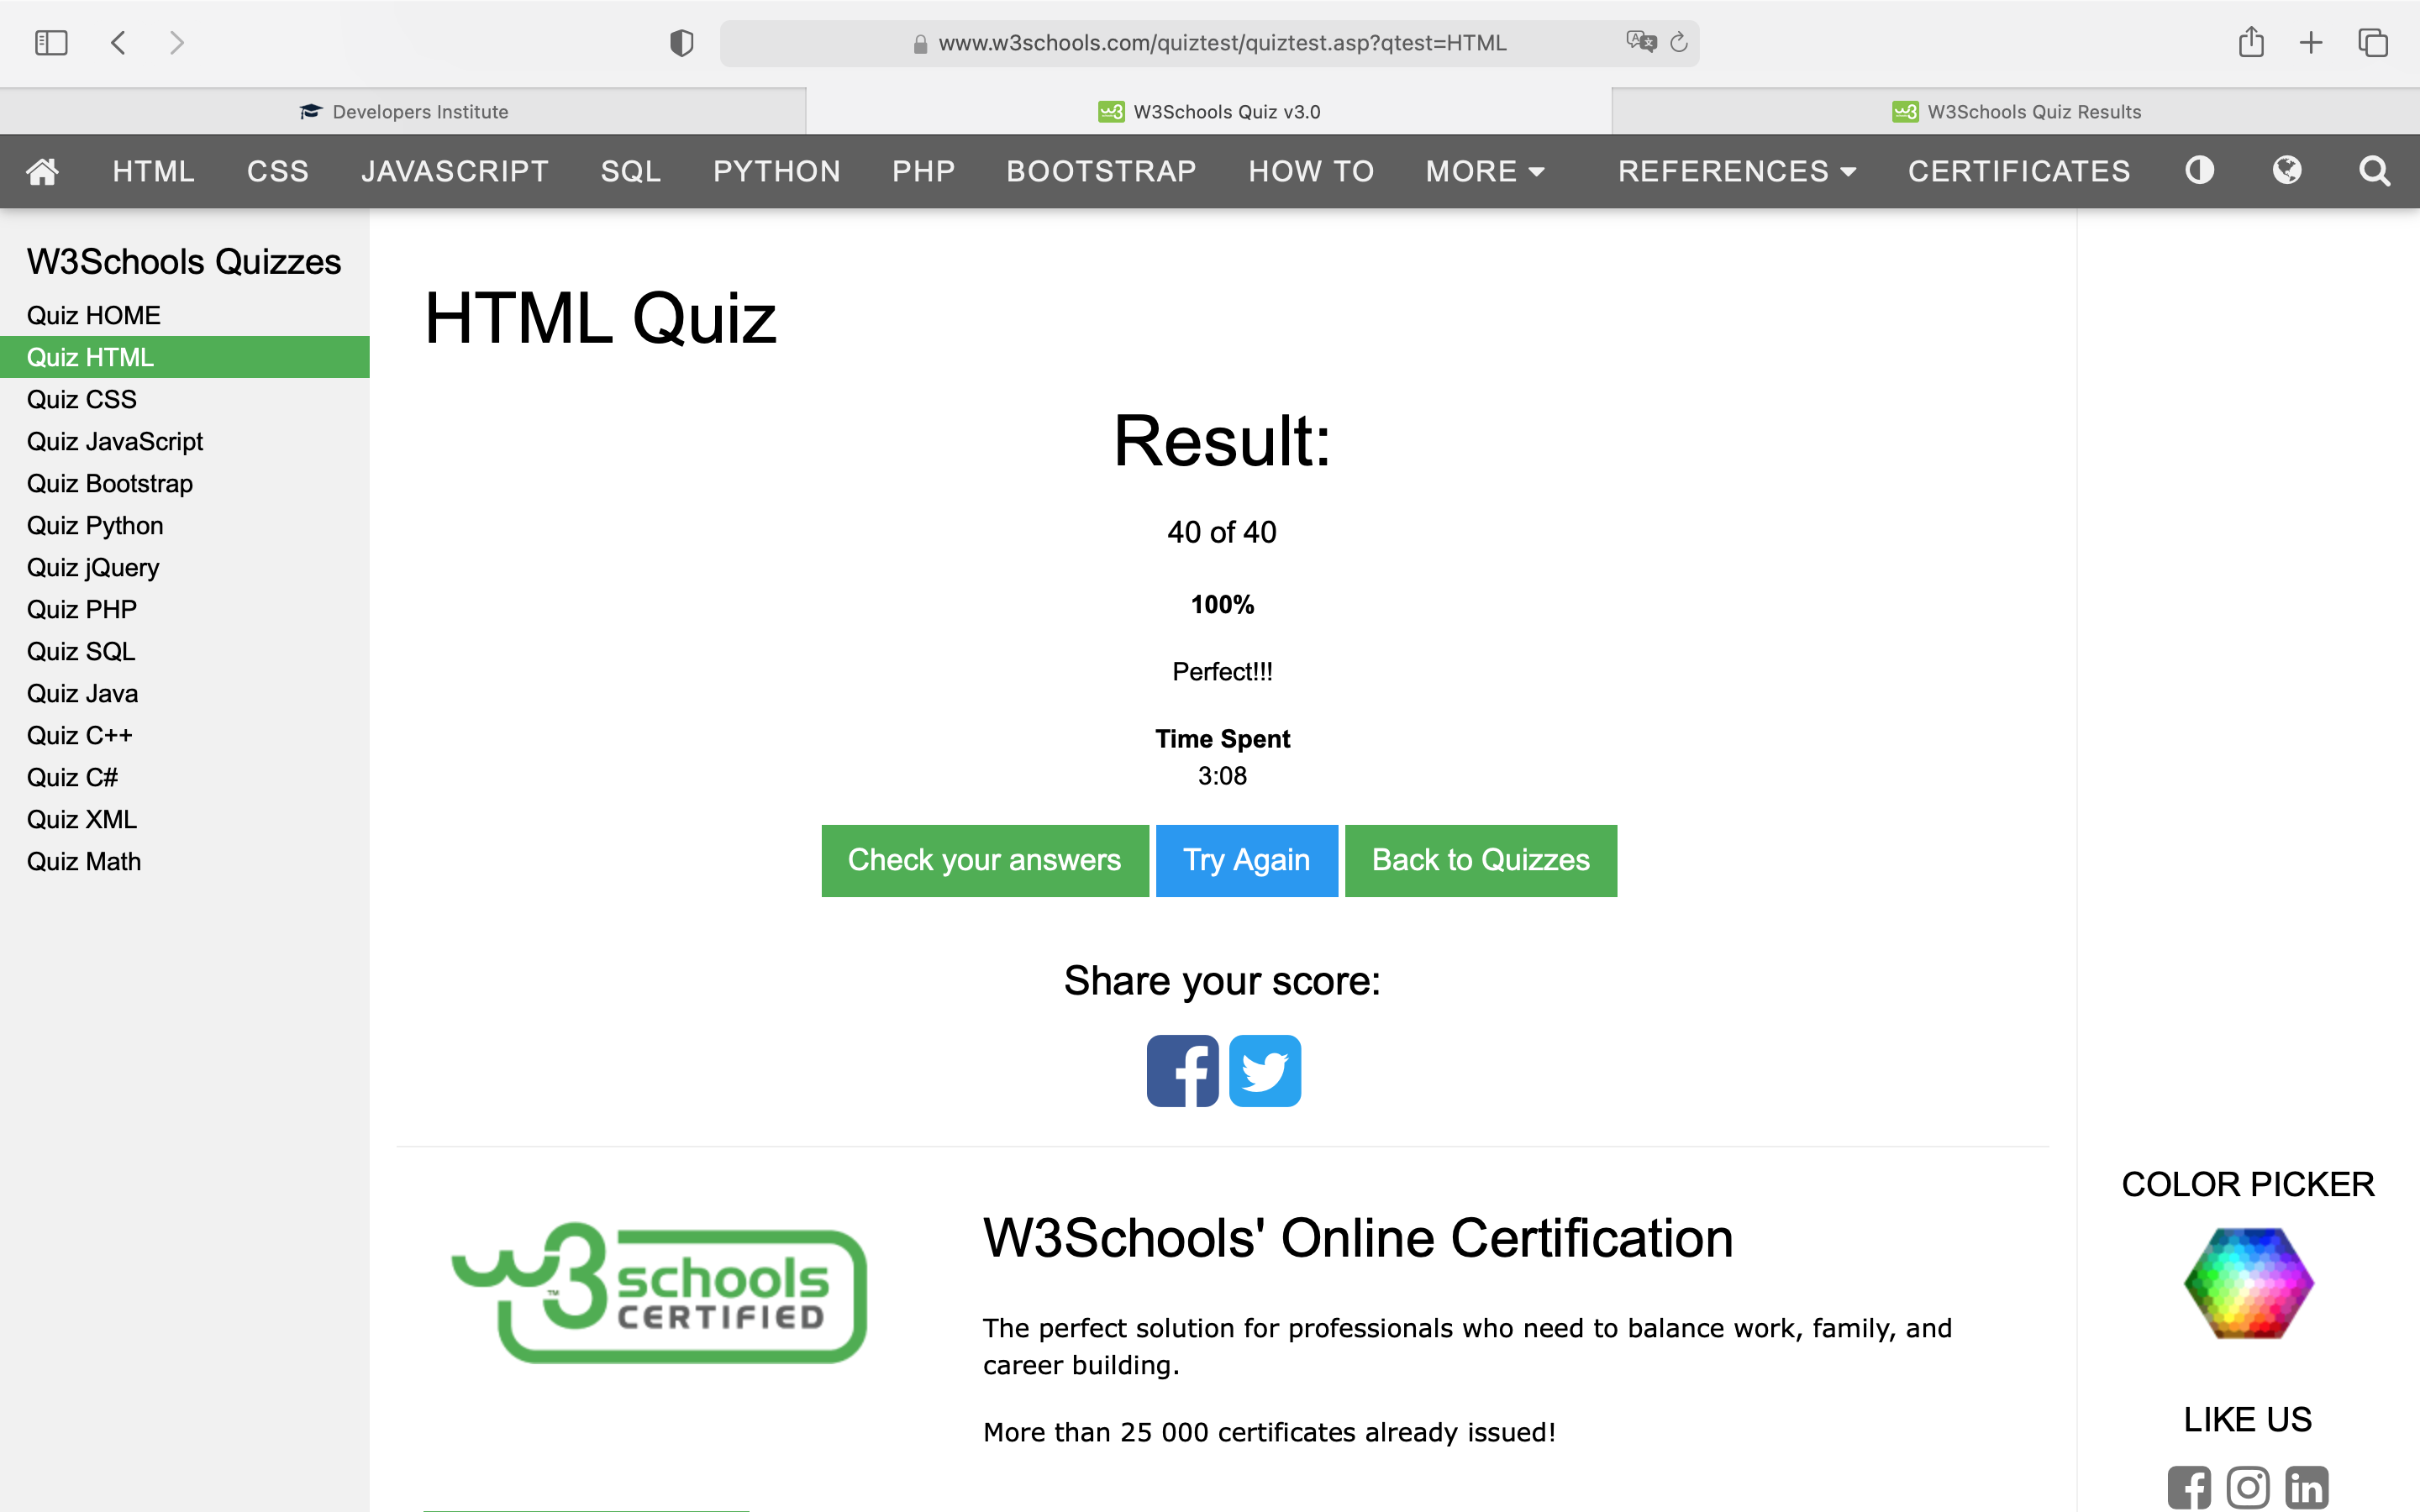 www.w3schools.com/quiztest/quiztest.asp?qtest=HTML
Developers Institute
W3Schools Quiz v3.0
W3Schools Quiz Results
HTML CSS JAVASCRIPT SQL PYTHON PHP BOOTSTRAP HOW TO MORE REFERENCES CERTIFICATES
W3Schools Quizzes
Quiz HOME
Quiz HTML
Quiz CSS
Quiz JavaScript
Quiz Bootstrap
Quiz Python
Quiz jQuery
Quiz PHP
Quiz SQL
Quiz Java
Quiz C++
Quiz C#
Quiz XML
Quiz Math
HTML Quiz
Result:
40 of 40
100%
Perfect!!!
Time Spent
3:08
Check your answers Try Again Back to Quizzes
Share your score:
w3schools
CERTIFIED
W3Schools' Online Certification
The perfect solution for professionals who need to balance work, family, and
career building.
More than 25 000 certificates already issued!
COLOR PICKER
LIKE US